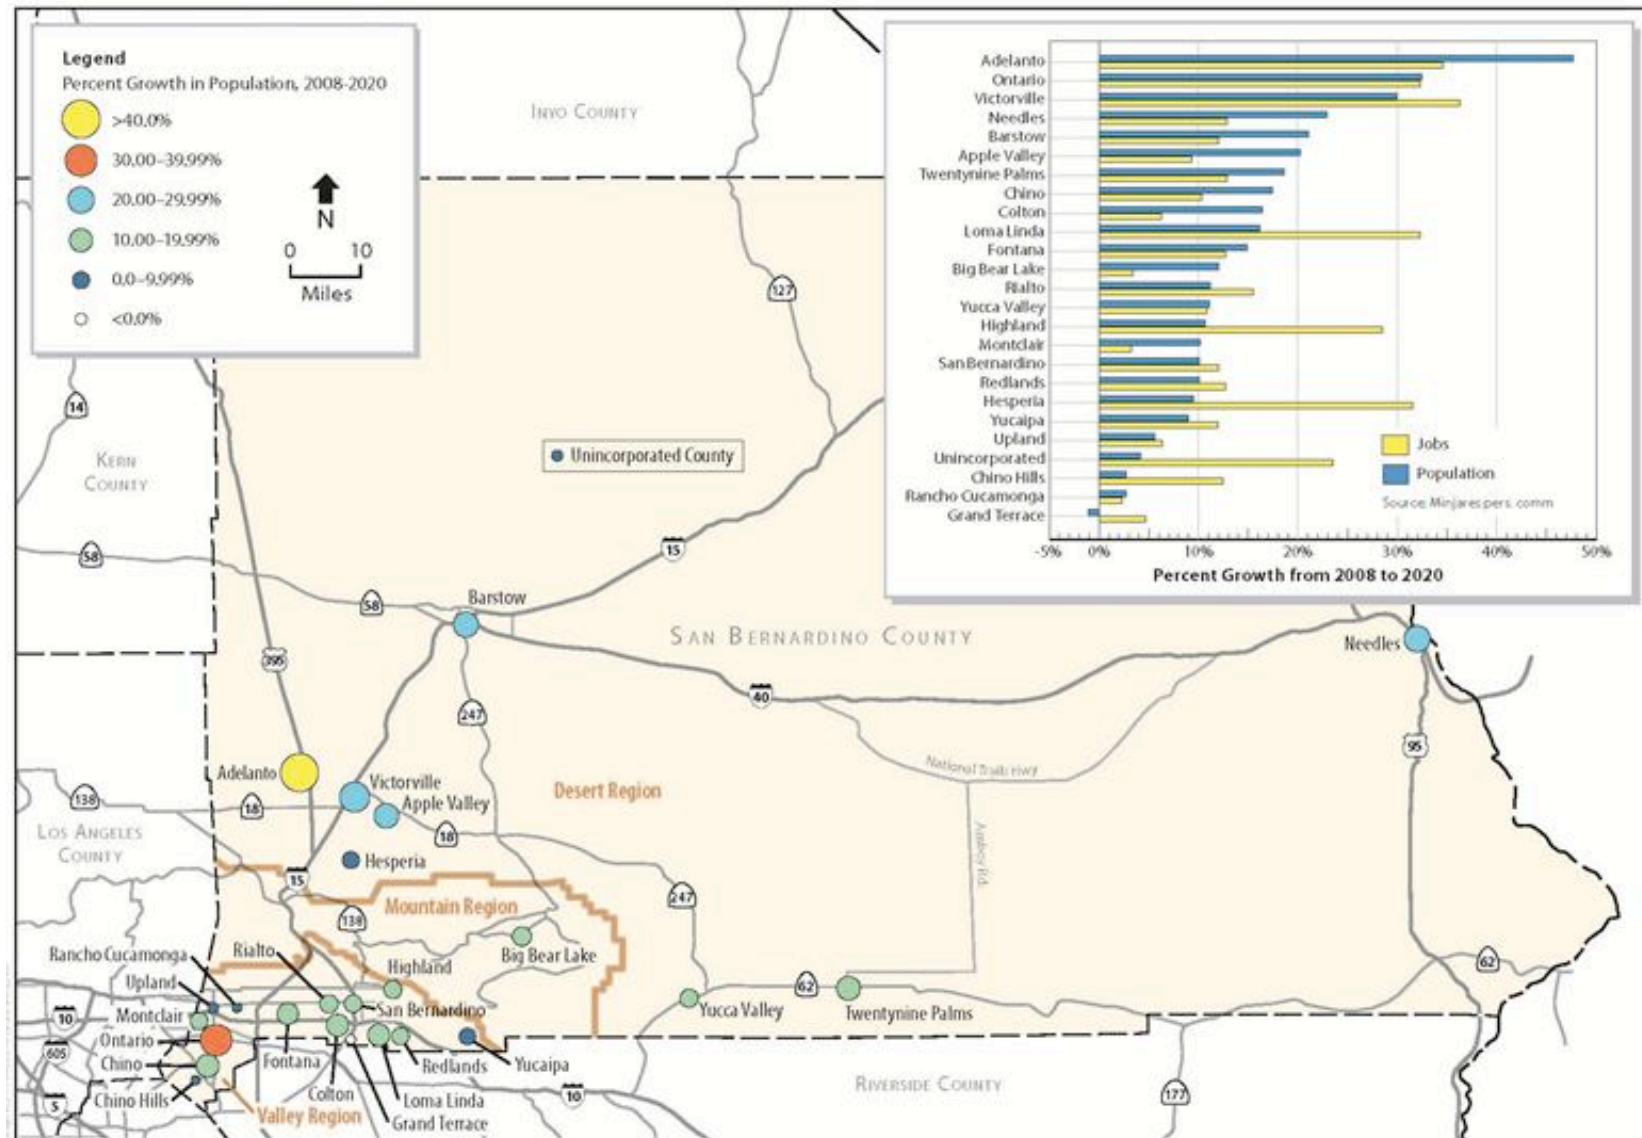 Legend
Percent Growth in Population, 2008-2020
>40.0%
30.00–39.99%
20.00–29.99%
10.00–19.99%
0.0–9.99%
<0.0%
N
0 10
Miles
INYO COUNTY
Adelanto
Ontario
Victorville
Needles
Barstow
Apple Valley
Twentynine Palms
Chino
Colton
Loma Linda
Fontana
Big Bear Lake
Rialto
Yucca Valley
Highland
Montclair
San Bernardino
Redlands
Hesperia
Yucaipa
Upland
Unincorporated
Chino Hills
Rancho Cucamonga
Grand Terrace
Jobs
Population
Source: Minjares pers. comm
-5% 0% 10% 20% 30% 40% 50%
Percent Growth from 2008 to 2020
127
14
KERN
COUNTY
Unincorporated County
58
15
58
Barstow
SAN BERNARDINO COUNTY
Needles
395
40
247
95
National Trails Hwy
Adelanto
Victorville
Apple Valley
Desert Region
138
18
18
LOS ANGELES
COUNTY
Amboy Rd.
Hesperia
15
247
Mountain Region
138
Rancho Cucamonga
Rialto
Big Bear Lake
Highland
62
Upland
62
San Bernardino
Yucca Valley
Twentynine Palms
Montclair
10
Ontario
605
Chino
Fontana
Redlands
Yucaipa
RIVERSIDE COUNTY
Chino Hills
Colton
Loma Linda
10
177
5
Valley Region
Grand Terrace